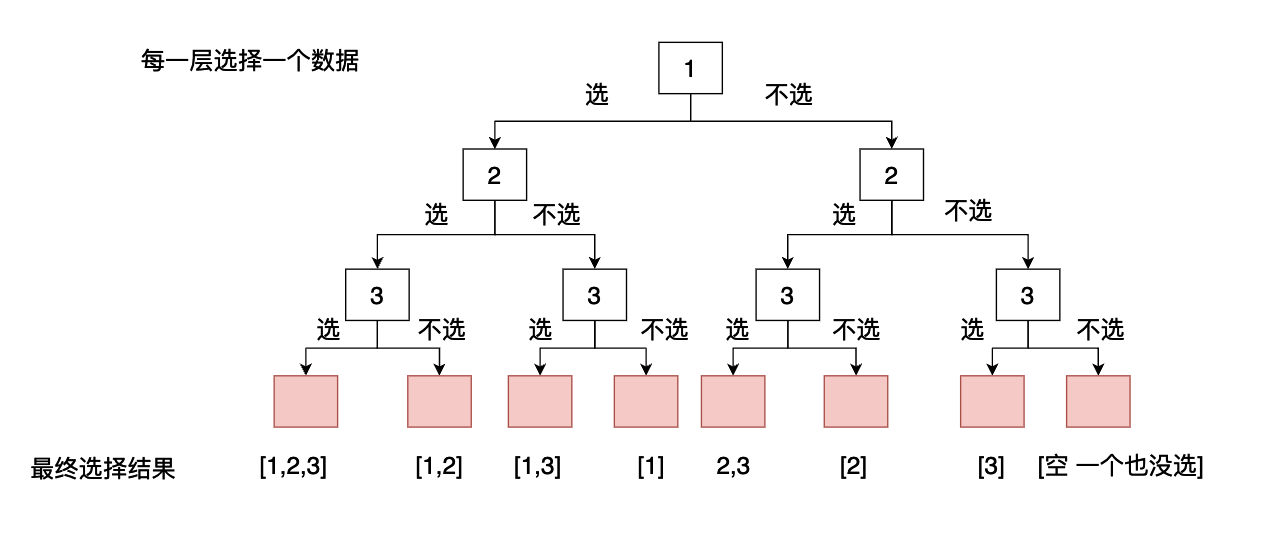 每一层选择一个数据
1
选
不选
2
2
选
不选
选
不选
3
3
3
3
选
不选
选
不选
选
不选
选
不选
最终选择结果
[1,2,3]
[1,2]
[1,3]
[1]
2,3
[2]
[3]
[空 一个也没选]